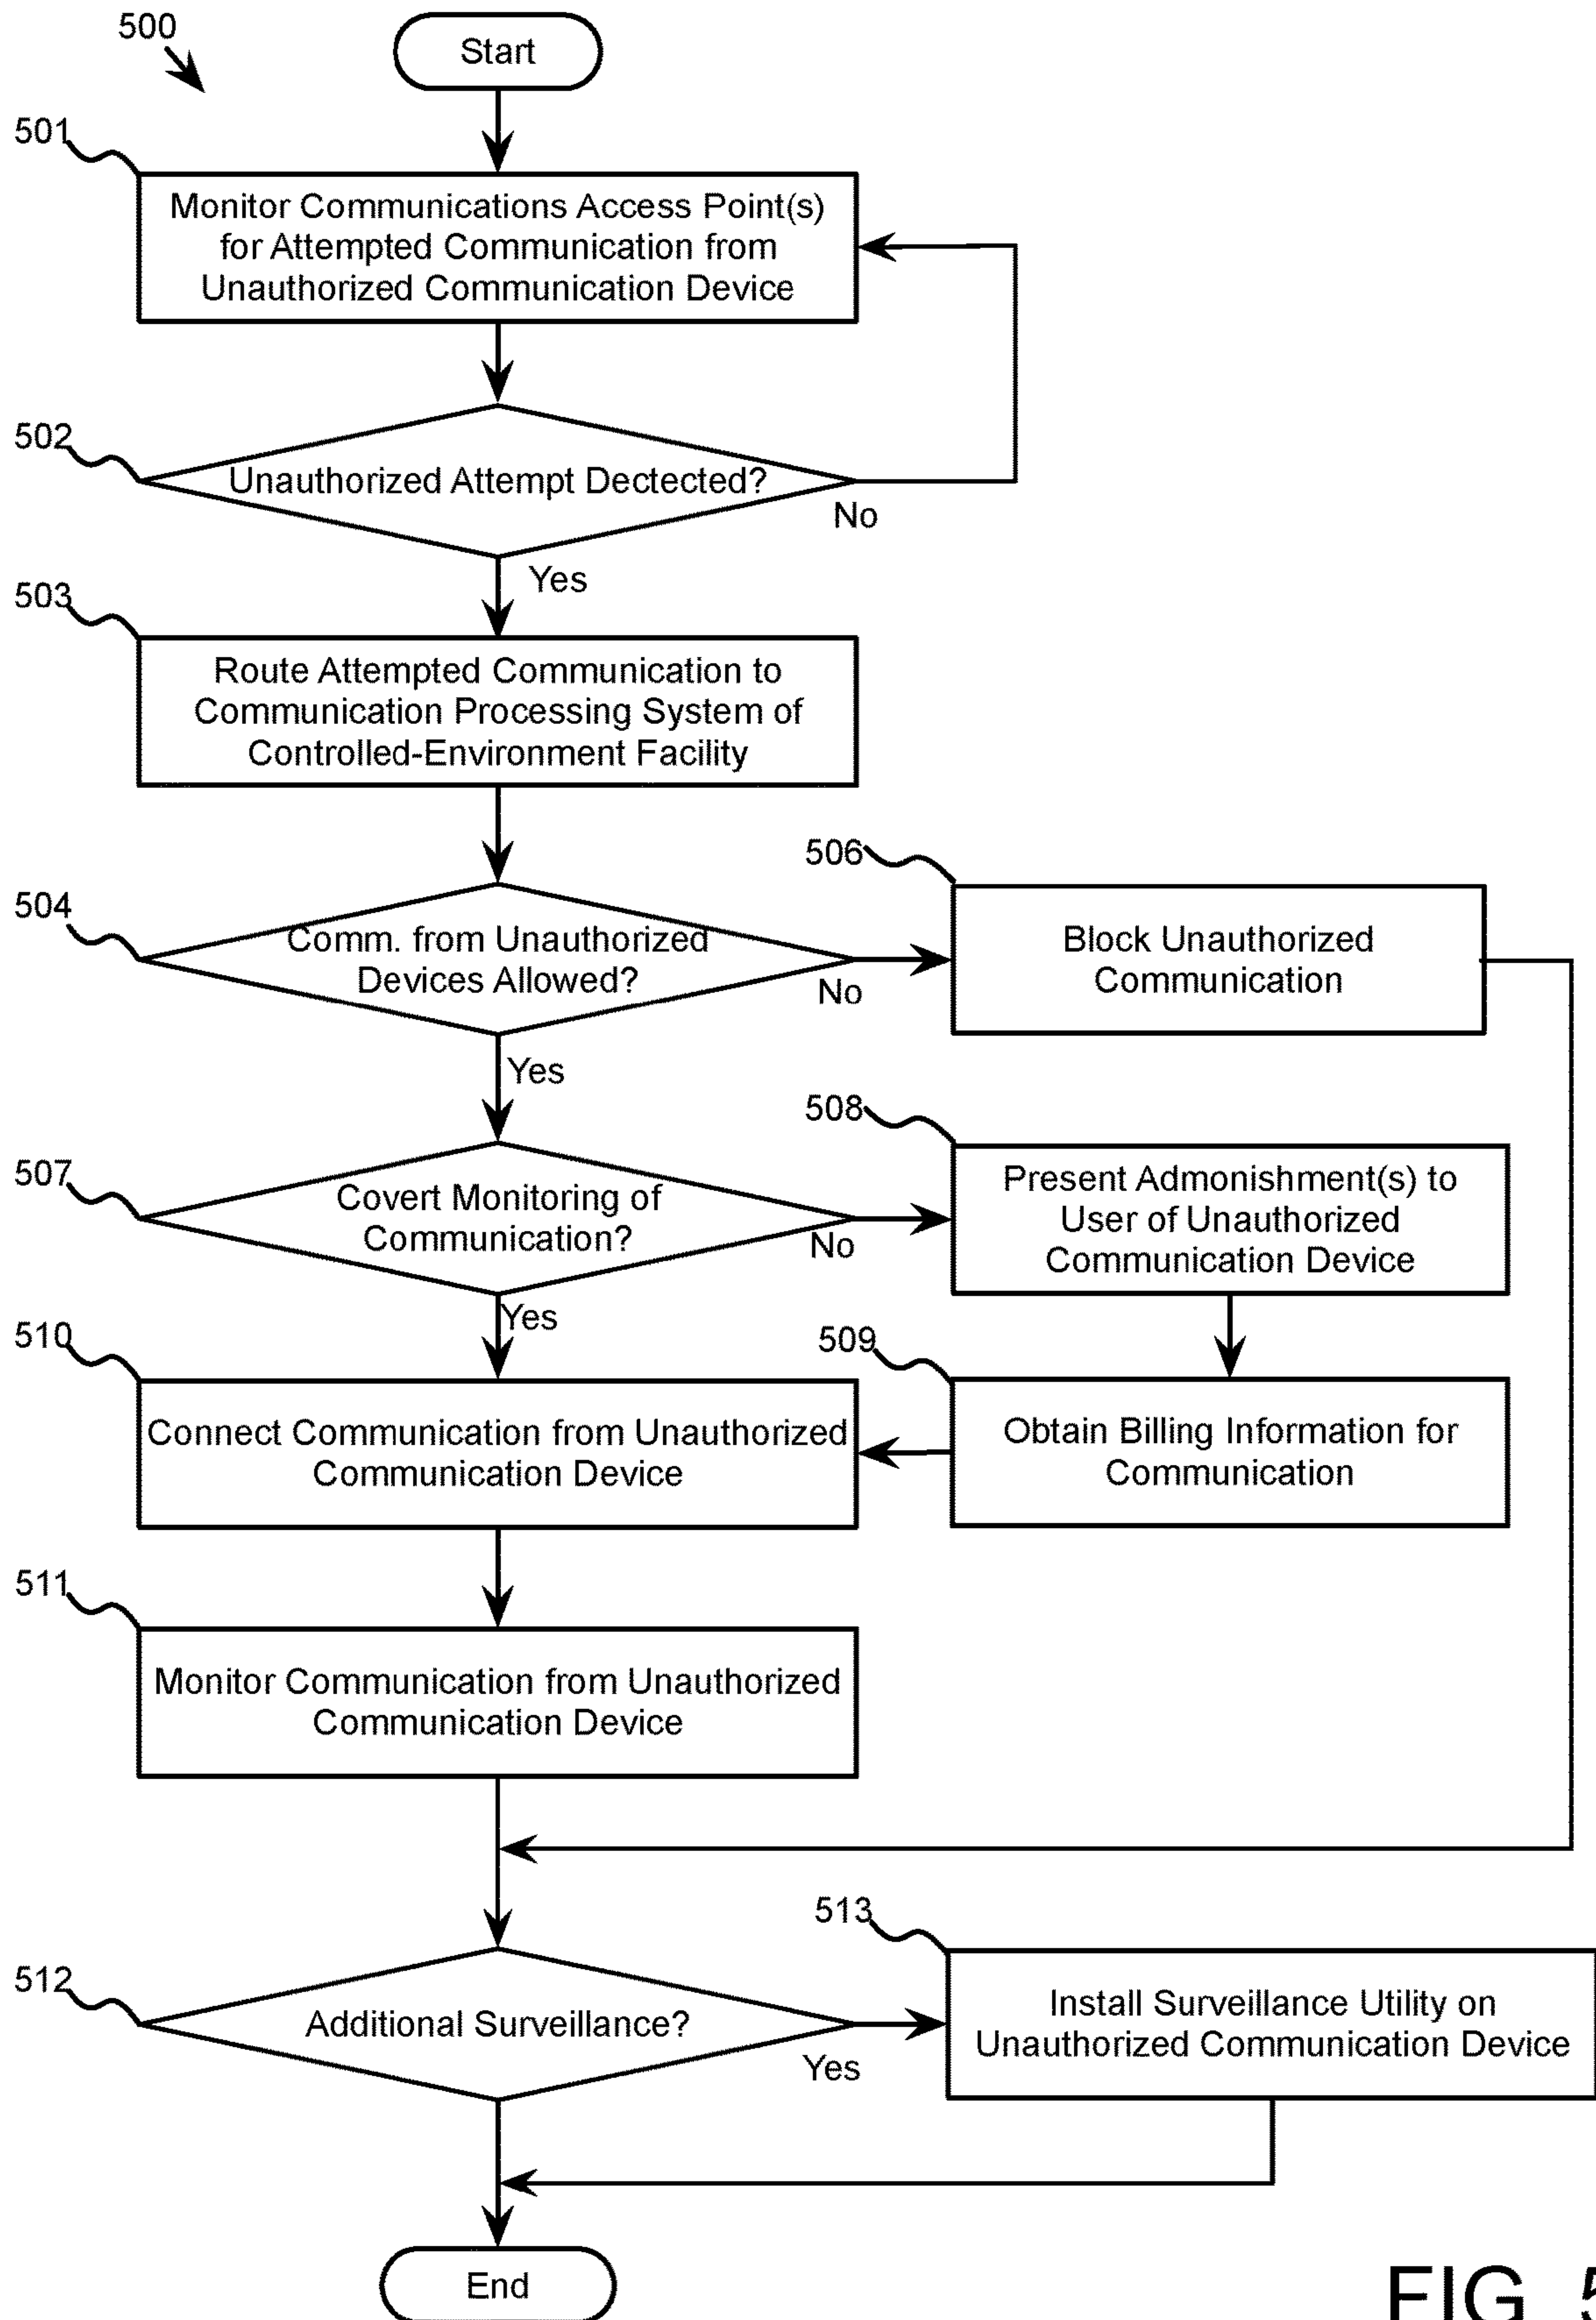 500
Start
501
Monitor Communications Access Point(s)
for Attempted Communication from
Unauthorized Communication Device
502
Unauthorized Attempt Dectected?
No
Yes
503
Route Attempted Communication to
Communication Processing System of
Controlled-Environment Facility
504
Comm. from Unauthorized
Devices Allowed?
No
506
Block Unauthorized
Communication
Yes
507
Covert Monitoring of
Communication?
No
508
Present Admonishment(s) to
User of Unauthorized
Communication Device
Yes
509
Obtain Billing Information for
Communication
510
Connect Communication from Unauthorized
Communication Device
511
Monitor Communication from Unauthorized
Communication Device
512
Additional Surveillance?
Yes
513
Install Surveillance Utility on
Unauthorized Communication Device
End
FIG. 5